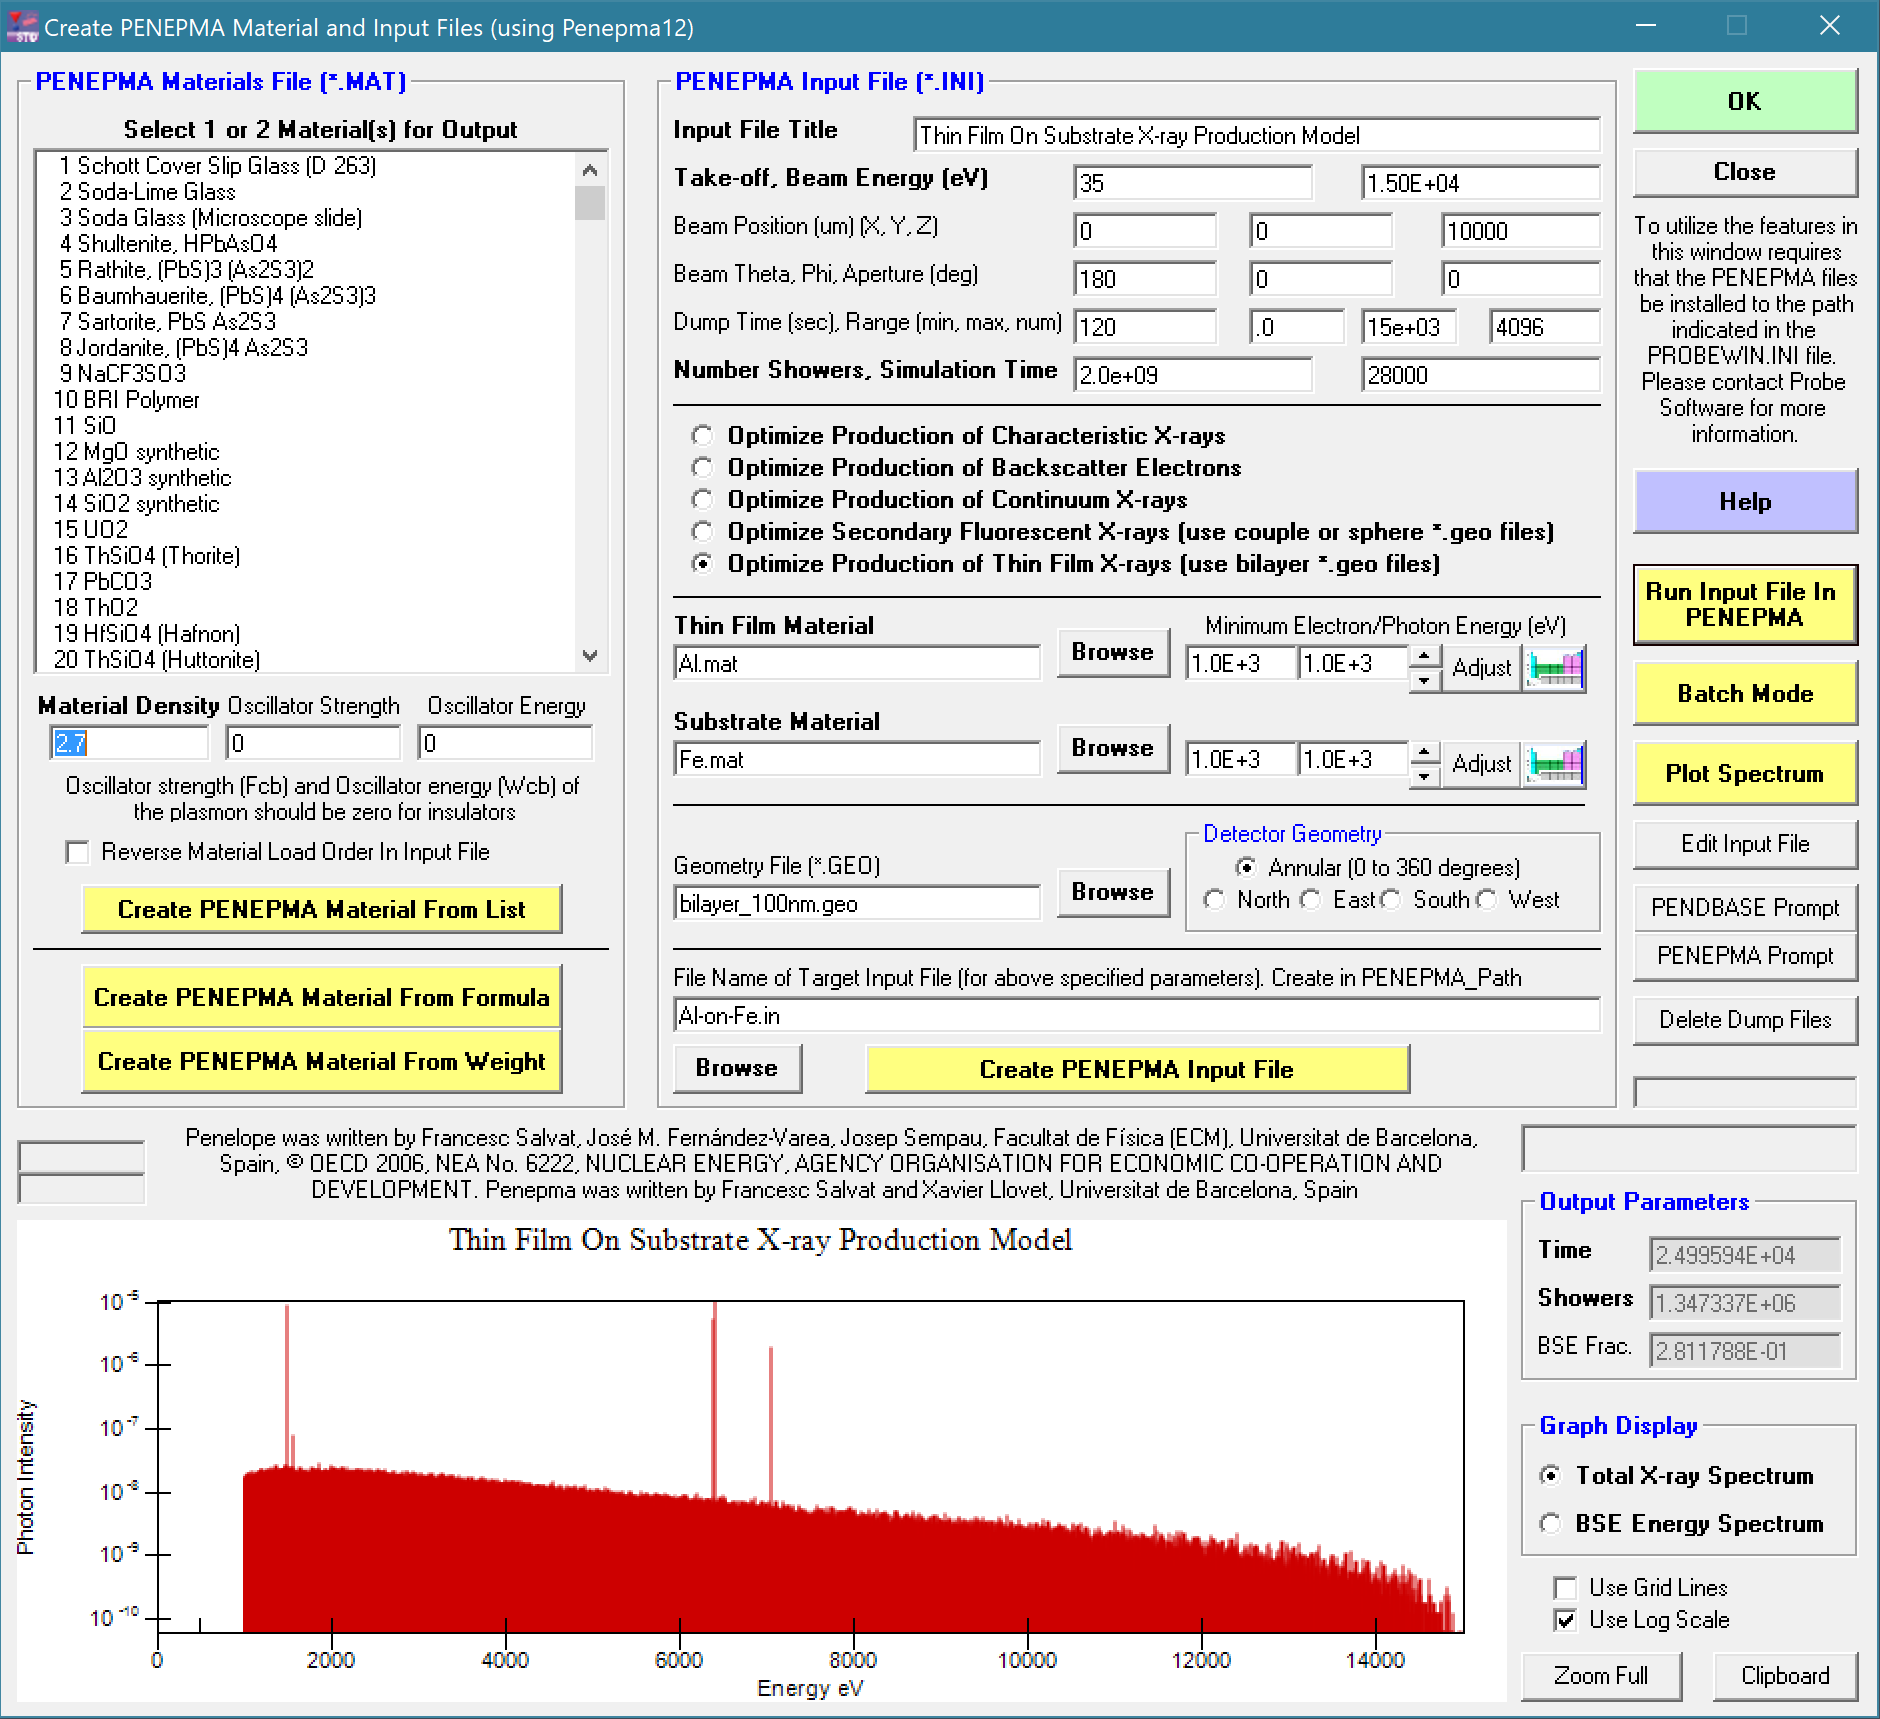 Create PENEPMA Material and Input Files (using Penepma12)
PENEPMA Materials File (*.MAT)
Select 1 or 2 Material(s) for Output
1 Schott Cover Slip Glass (D 263)
2 Soda-Lime Glass
3 Soda Glass (Microscope slide)
4 Shultenite, HPbAsO4
5 Rathite, (PbS)3 (As2S3)2
6 Baumhauerite, (PbS)4 (As2S3)3
7 Sartorite, PbS As2S3
8 Jordanite, (PbS)4 As2S3
9 NaCF3SO3
10 BRI Polymer
11 SiO
12 MgO synthetic
13 Al2O3 synthetic
14 SiO2 synthetic
15 UO2
16 ThSiO4 (Thorite)
17 PbCO3
18 ThO2
19 HfSiO4 (Hafnon)
20 ThSiO4 (Huttonite)
Material Density Oscillator Strength Oscillator Energy
2.7 0 0
Oscillator strength (Fcb) and Oscillator energy (Wcb) of
the plasmon should be zero for insulators
Reverse Material Load Order In Input File
Create PENEPMA Material From List
Create PENEPMA Material From Formula
Create PENEPMA Material From Weight
PENEPMA Input File (*.INI)
Input File Title Thin Film On Substrate X-ray Production Model
Take-off, Beam Energy (eV) 35 1.50E+04
Beam Position (um) (X, Y, Z) 0 0 10000
Beam Theta, Phi, Aperture (deg) 180 0 0
Dump Time (sec), Range (min, max, num) 120 .0 15e+03 4096
Number Showers, Simulation Time 2.0e+09 28000
Optimize Production of Characteristic X-rays
Optimize Production of Backscatter Electrons
Optimize Production of Continuum X-rays
Optimize Secondary Fluorescent X-rays (use couple or sphere *.geo files)
Optimize Production of Thin Film X-rays (use bilayer *.geo files)
Thin Film Material Minimum Electron/Photon Energy (eV)
Al.mat Browse 1.0E+3 1.0E+3 Adjust
Substrate Material
Fe.mat Browse 1.0E+3 1.0E+3 Adjust
Geometry File (*.GEO)
bilayer_100nm.geo Browse
Detector Geometry
Annular (0 to 360 degrees)
North East South West
File Name of Target Input File (for above specified parameters). Create in PENEPMA_Path
Al-on-Fe.in
Browse Create PENEPMA Input File
OK
Close
To utilize the features in
this window requires
that the PENEPMA files
be installed to the path
indicated in the
PROBEWIN.INI file.
Please contact Probe
Software for more
information.
Help
Run Input File In
PENEPMA
Batch Mode
Plot Spectrum
Edit Input File
PENDBASE Prompt
PENEPMA Prompt
Delete Dump Files
Penelope was written by Francesc Salvat, José M. Fernández-Varea, Josep Sempau, Facultat de Física (ECM), Universitat de Barcelona,
Spain, © OECD 2006, NEA No. 6222, NUCLEAR ENERGY, AGENCY ORGANISATION FOR ECONOMIC CO-OPERATION AND
DEVELOPMENT. Penepma was written by Francesc Salvat and Xavier Llovet, Universitat de Barcelona, Spain
Thin Film On Substrate X-ray Production Model
Photon Intensity
10-5
10-6
10-7
10-8
10-9
10-10
0 2000 4000 6000 8000 10000 12000 14000
Energy eV
Output Parameters
Time 2.499594E+04
Showers 1.347337E+06
BSE Frac. 2.811788E-01
Graph Display
Total X-ray Spectrum
BSE Energy Spectrum
Use Grid Lines
Use Log Scale
Zoom Full Clipboard